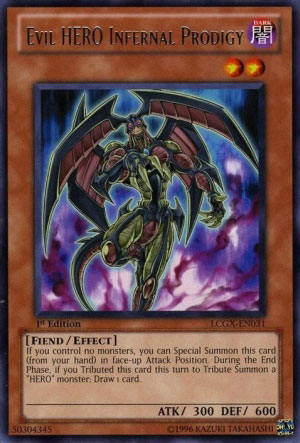 Evil HERO Infernal Prodigy
DARK
闇
1st Edition
LCGX-EN031
[FIEND / EFFECT]
If you control no monsters, you can Special Summon this card
(from your hand) in face-up Attack Position. During the End
Phase, if you Tributed this card this turn to Tribute Summon a
"HERO" monster: Draw 1 card.
ATK/ 300 DEF/ 600
50304345
©1996 KAZUKI TAKAHASHI